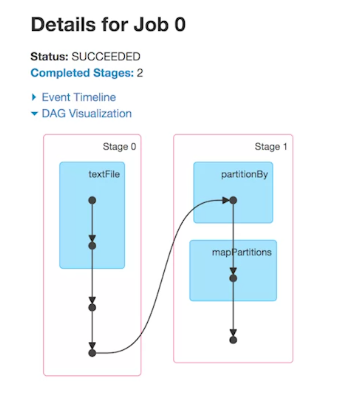 Details for Job 0
Status: SUCCEEDED
Completed Stages: 2
Event Timeline
DAG Visualization
Stage 0
Stage 1
textFile
partitionBy
mapPartitions